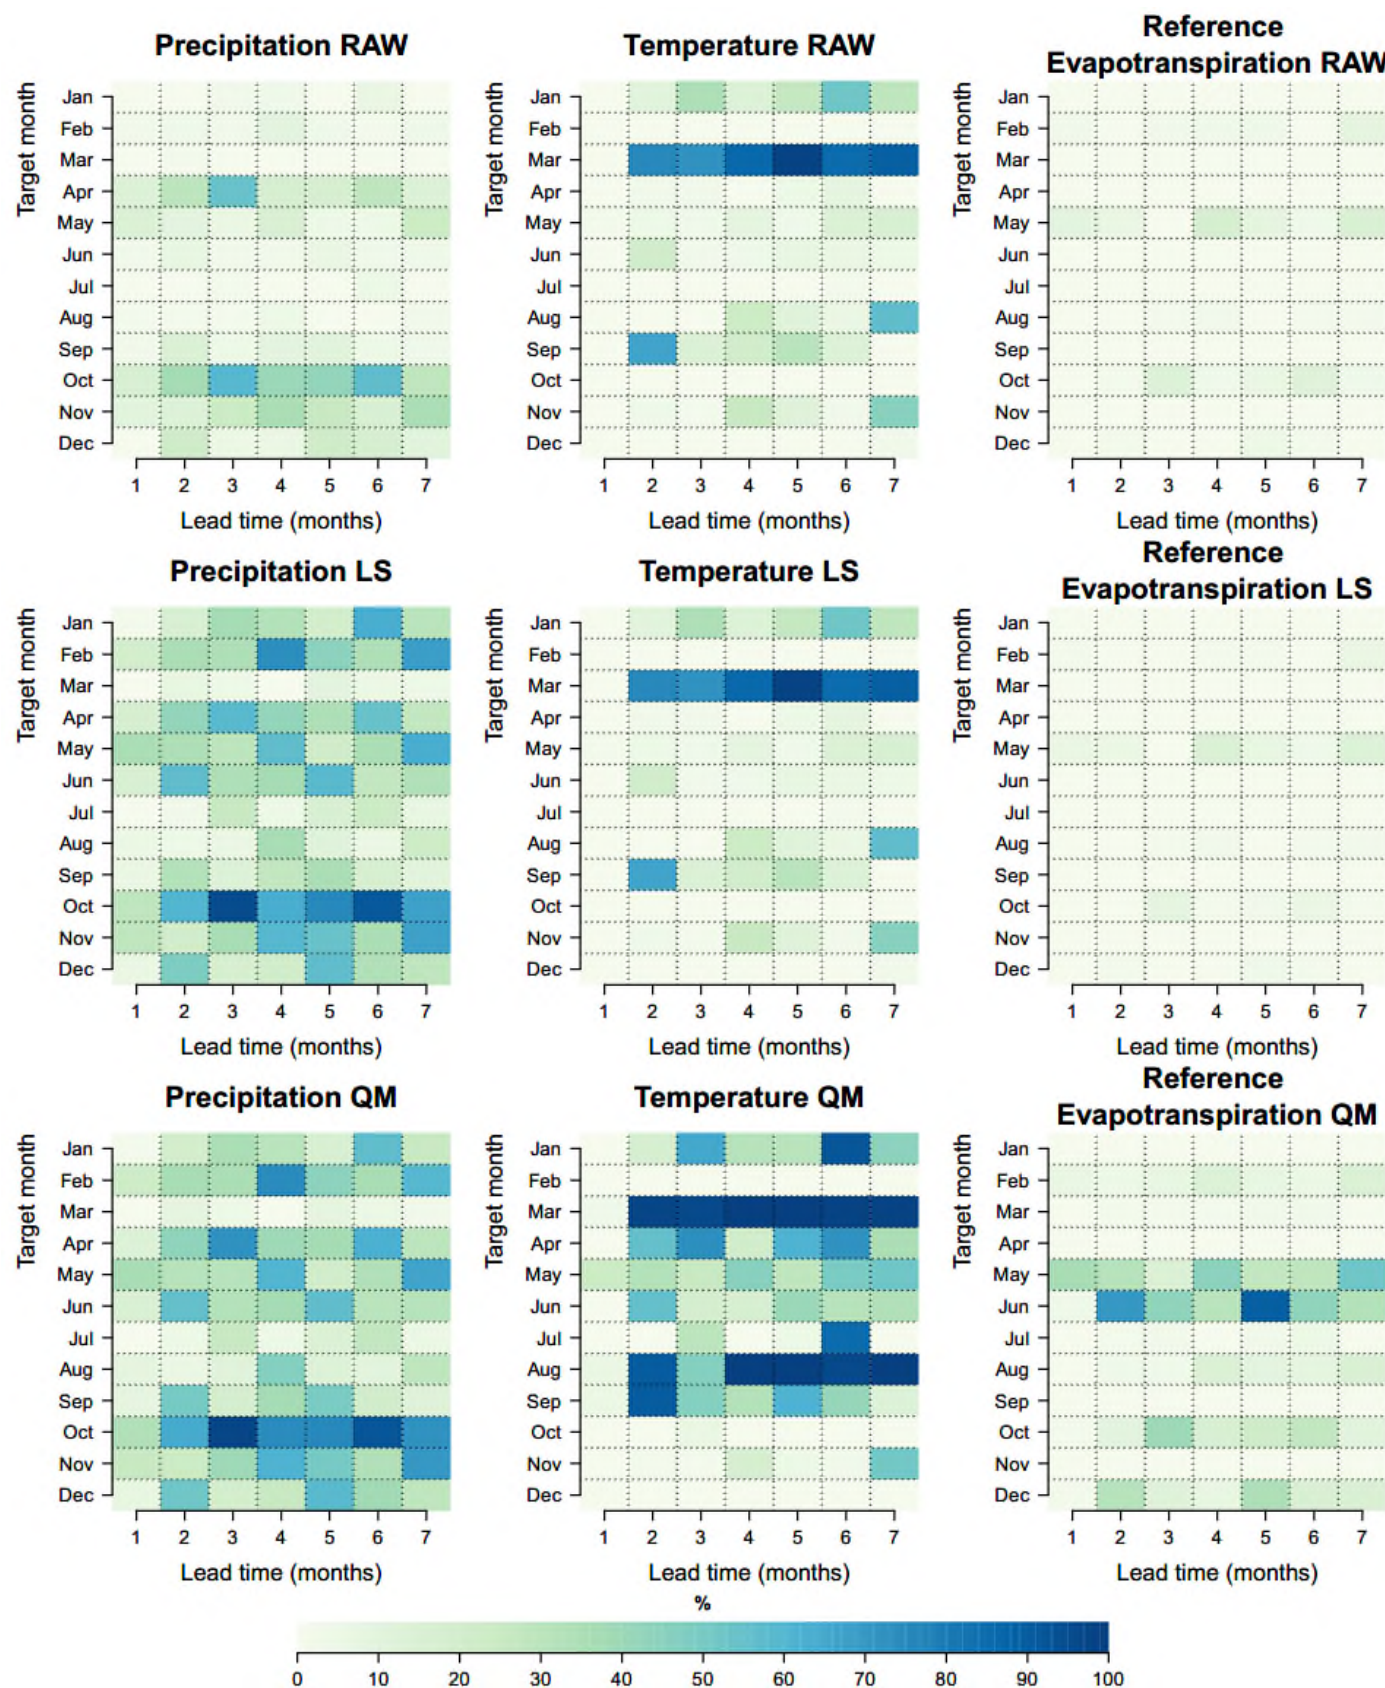 Precipitation RAW
Target month
Jan
Feb
Mar
Apr
May
Jun
Jul
Aug
Sep
Oct
Nov
Dec
1 2 3 4 5 6 7
Lead time (months)
Temperature RAW
Target month
Jan
Feb
Mar
Apr
May
Jun
Jul
Aug
Sep
Oct
Nov
Dec
1 2 3 4 5 6 7
Lead time (months)
Reference
Evapotranspiration RAW
Target month
Jan
Feb
Mar
Apr
May
Jun
Jul
Aug
Sep
Oct
Nov
Dec
1 2 3 4 5 6 7
Lead time (months)
Precipitation LS
Target month
Jan
Feb
Mar
Apr
May
Jun
Jul
Aug
Sep
Oct
Nov
Dec
1 2 3 4 5 6 7
Lead time (months)
Temperature LS
Target month
Jan
Feb
Mar
Apr
May
Jun
Jul
Aug
Sep
Oct
Nov
Dec
1 2 3 4 5 6 7
Lead time (months)
Reference
Evapotranspiration LS
Target month
Jan
Feb
Mar
Apr
May
Jun
Jul
Aug
Sep
Oct
Nov
Dec
1 2 3 4 5 6 7
Lead time (months)
Precipitation QM
Target month
Jan
Feb
Mar
Apr
May
Jun
Jul
Aug
Sep
Oct
Nov
Dec
1 2 3 4 5 6 7
Lead time (months)
Temperature QM
Target month
Jan
Feb
Mar
Apr
May
Jun
Jul
Aug
Sep
Oct
Nov
Dec
1 2 3 4 5 6 7
Lead time (months)
Reference
Evapotranspiration QM
Target month
Jan
Feb
Mar
Apr
May
Jun
Jul
Aug
Sep
Oct
Nov
Dec
1 2 3 4 5 6 7
Lead time (months)
%
0 10 20 30 40 50 60 70 80 90 100